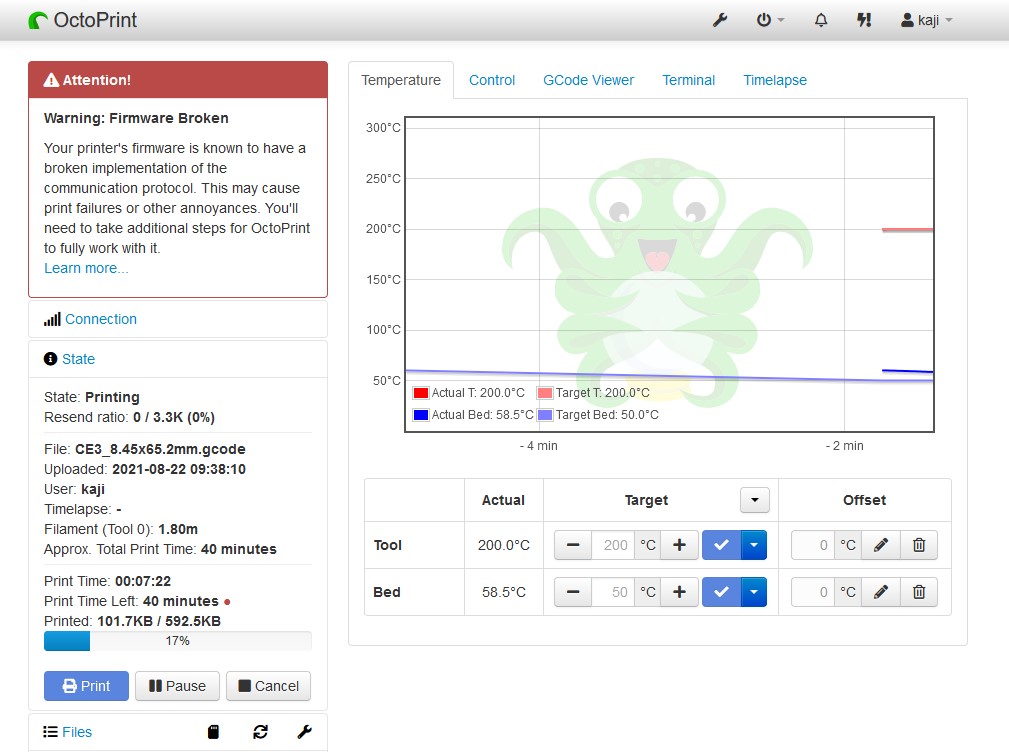 OctoPrint
kaji
Attention!
Warning: Firmware Broken
Your printer's firmware is known to have a
broken implementation of the
communication protocol. This may cause
print failures or other annoyances. You'll
need to take additional steps for OctoPrint
to fully work with it.
Learn more...
Connection
State
State: Printing
Resend ratio: 0 / 3.3K (0%)
File: CE3_8.45x65.2mm.gcode
Uploaded: 2021-08-22 09:38:10
User: kaji
Timelapse: -
Filament (Tool 0): 1.80m
Approx. Total Print Time: 40 minutes
Print Time: 00:07:22
Print Time Left: 40 minutes
Printed: 101.7KB / 592.5KB
17%
Print Pause Cancel
Files
Temperature Control GCode Viewer Terminal Timelapse
300°C
250°C
200°C
150°C
100°C
50°C
Actual T: 200.0°C Target T: 200.0°C
Actual Bed: 58.5°C Target Bed: 50.0°C
- 4 min - 2 min
Actual Target Offset
Tool 200.0°C 200 °C 0 °C
Bed 58.5°C 50 °C 0 °C